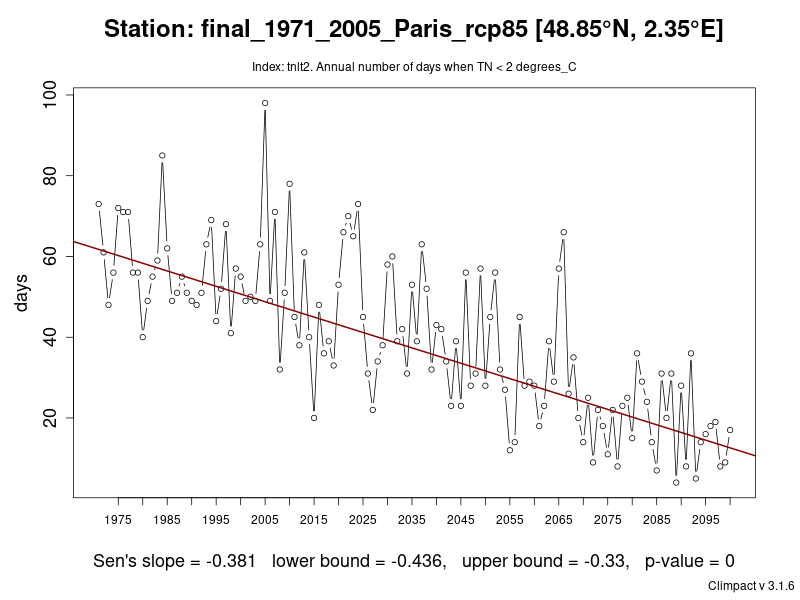 Station: final_1971_2005_Paris_rcp85 [48.85°N, 2.35°E]
Index: tnlt2. Annual number of days when TN < 2 degrees_C
100
80
60
40
20
days
1975 1985 1995 2005 2015 2025 2035 2045 2055 2065 2075 2085 2095
Sen's slope = -0.381 lower bound = -0.436, upper bound = -0.33, p-value = 0
Climpact v 3.1.6